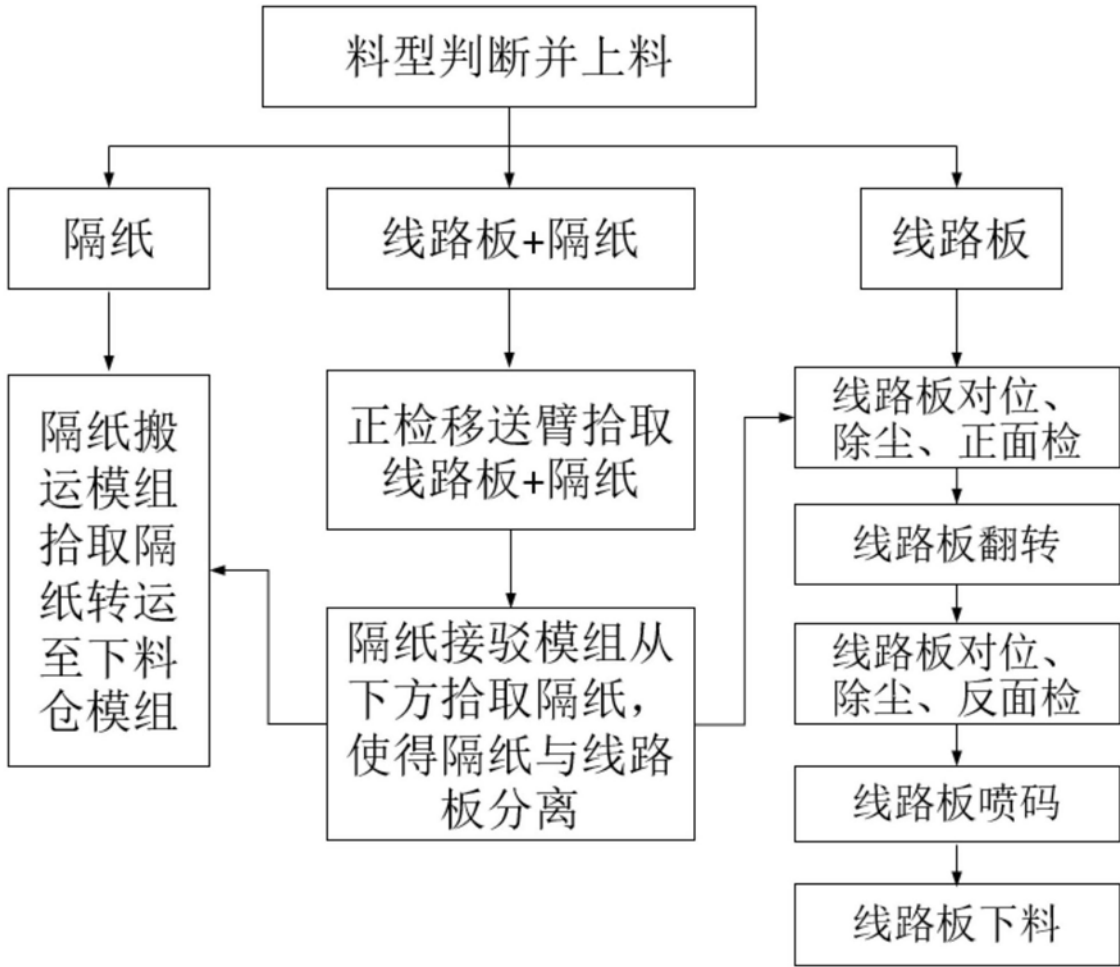 料型判断并上料
隔纸
线路板+隔纸
线路板
隔纸搬
运模组
拾取隔
纸转运
至下料
仓模组
正检移送臂拾取
线路板+隔纸
隔纸接驳模组从
下方拾取隔纸，
使得隔纸与线路
板分离
线路板对位、
除尘、正面检
线路板翻转
线路板对位、
除尘、反面检
线路板喷码
线路板下料